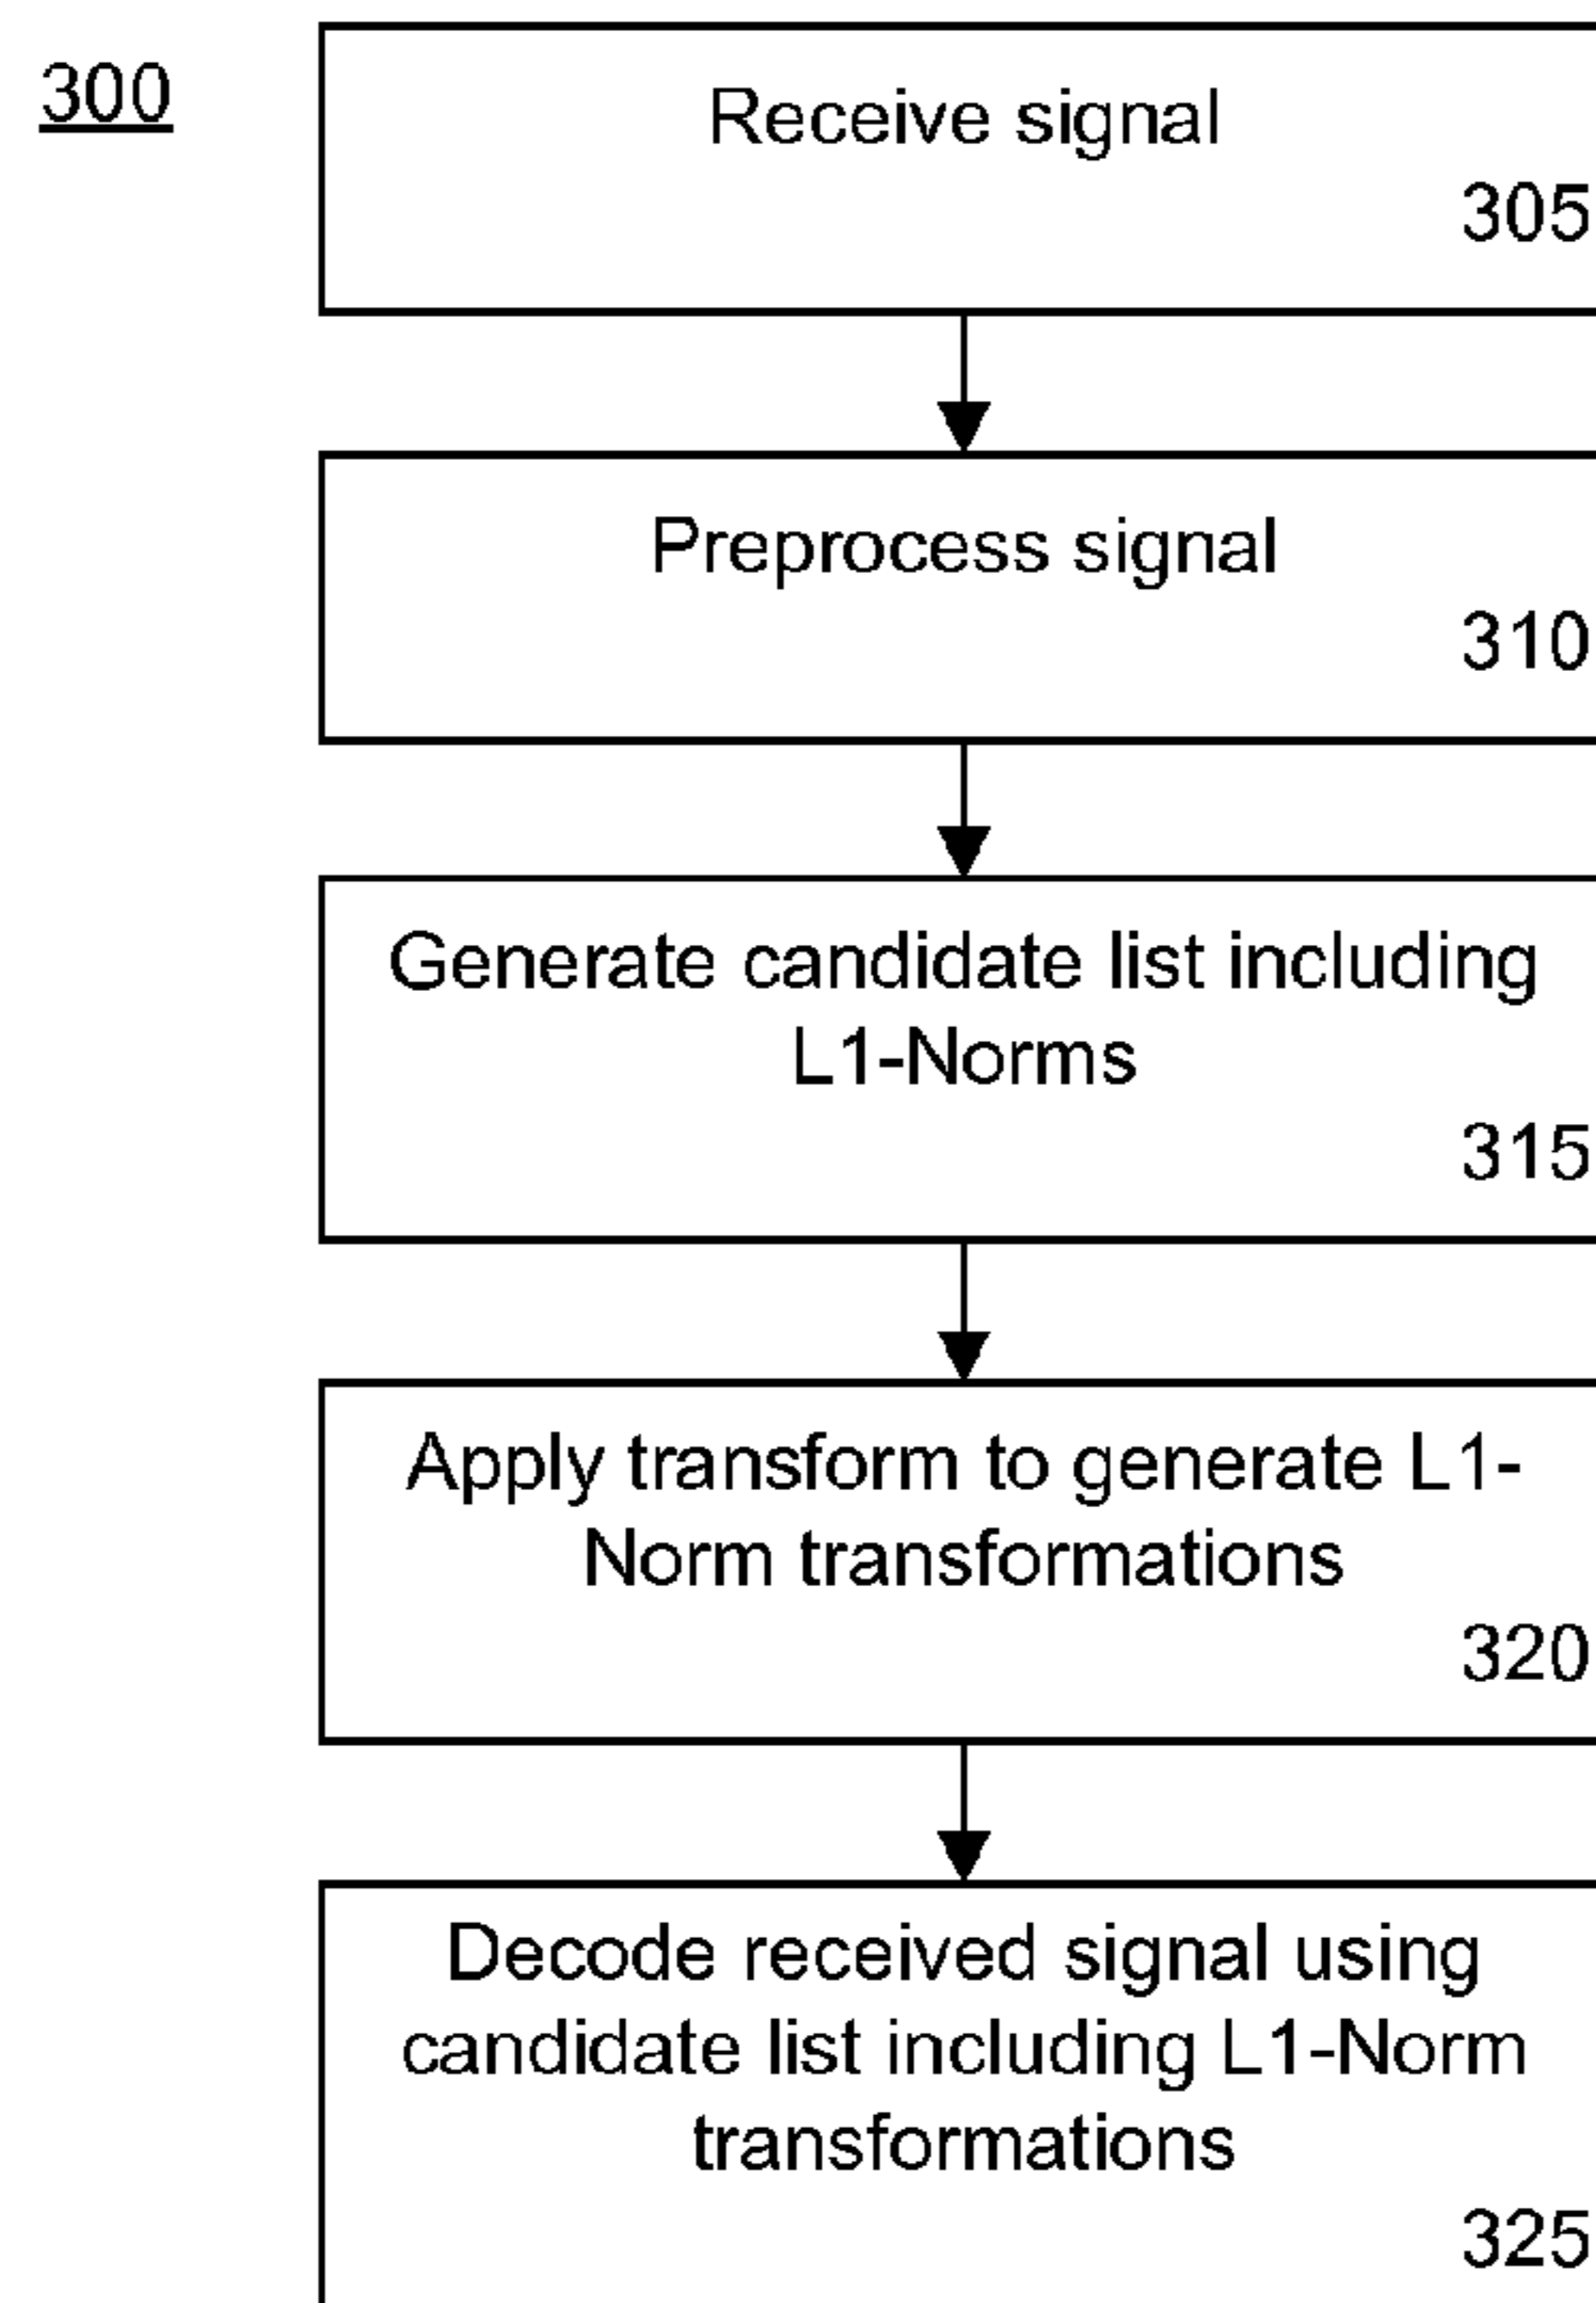 300
Receive signal
305
Preprocess signal
310
Generate candidate list including
L1-Norms
315
Apply transform to generate L1-
Norm transformations
320
Decode received signal using
candidate list including L1-Norm
transformations
325